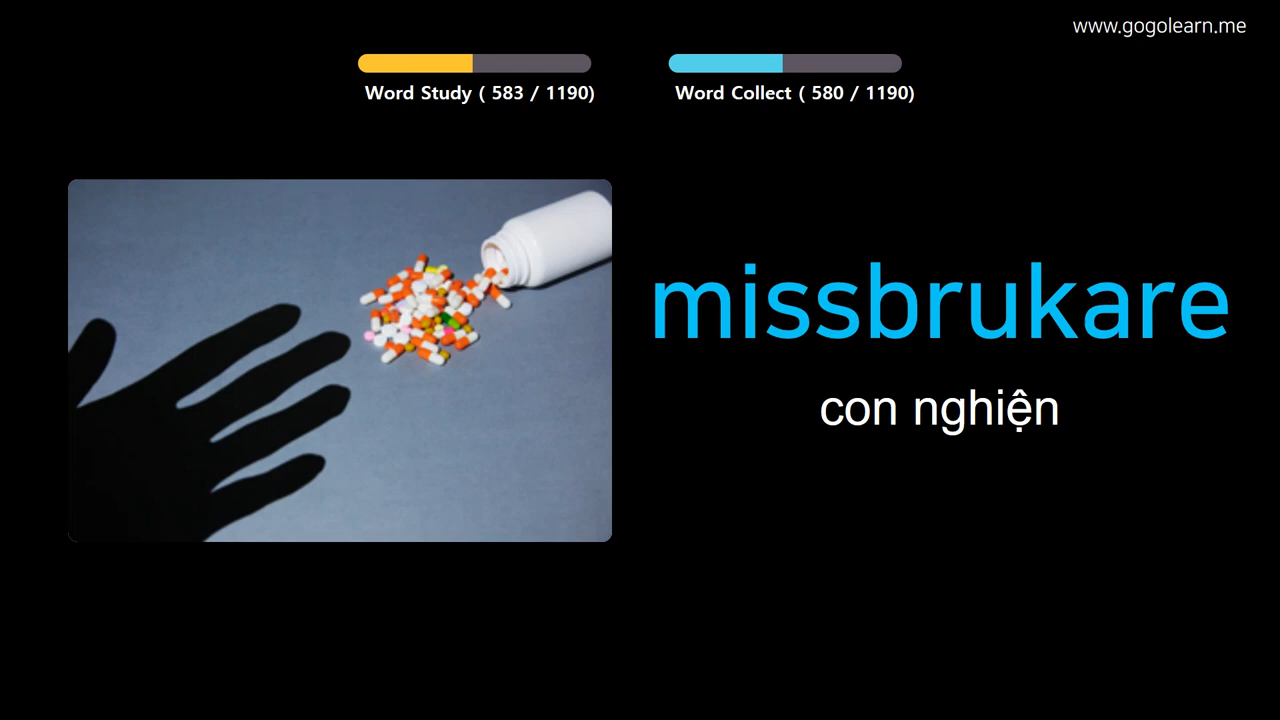 www.gogolearn.me
Word Study ( 583 / 1190)
Word Collect ( 580 / 1190)
missbrukare
con nghiện